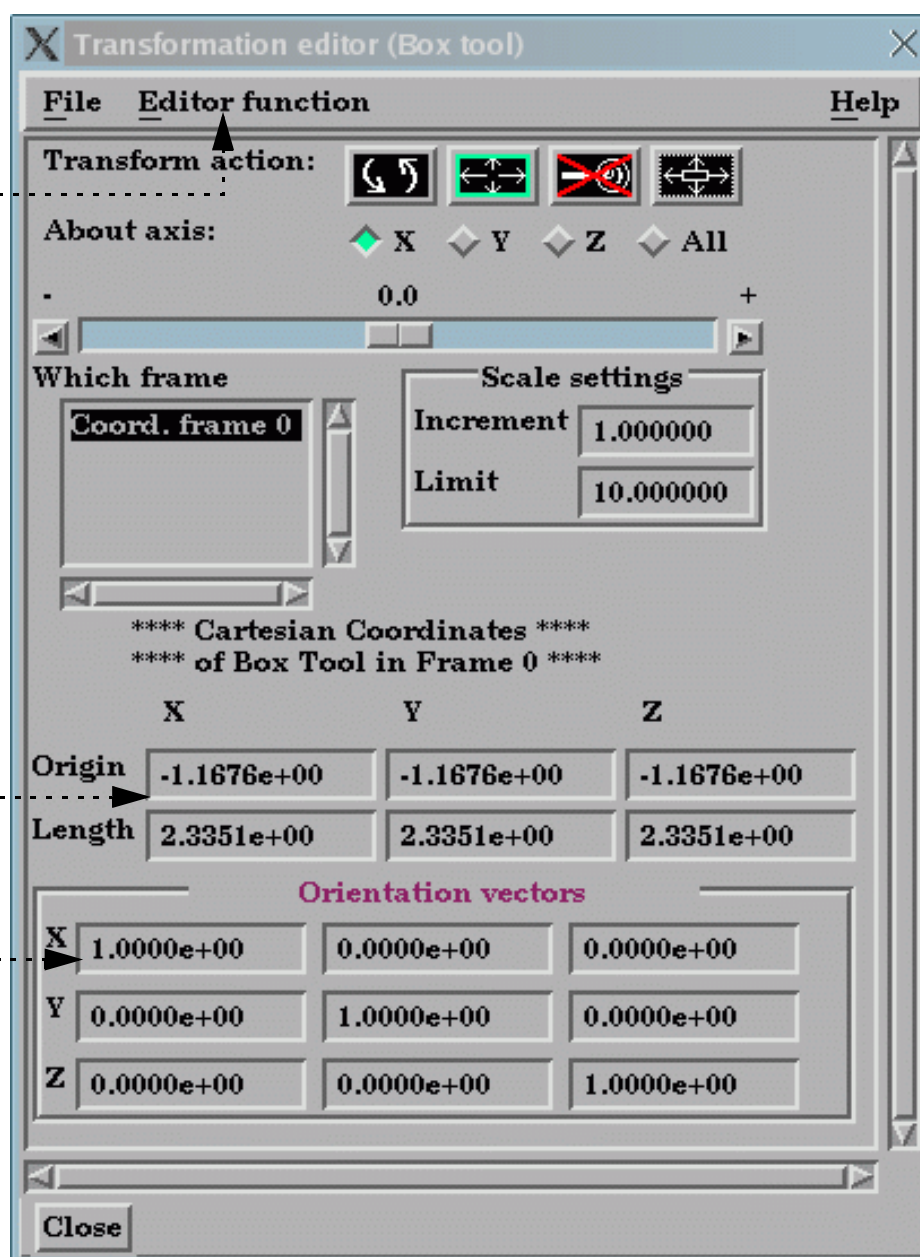 Transformation editor (Box tool)
File Editor function Help
Transform action:
About axis: X Y Z All
- 0.0 +
Which frame
Coord. frame 0
Scale settings
Increment 1.000000
Limit 10.000000
**** Cartesian Coordinates ****
**** of Box Tool in Frame 0 ****
X Y Z
Origin -1.1676e+00 -1.1676e+00 -1.1676e+00
Length 2.3351e+00 2.3351e+00 2.3351e+00
Orientation vectors
X 1.0000e+00 0.0000e+00 0.0000e+00
Y 0.0000e+00 1.0000e+00 0.0000e+00
Z 0.0000e+00 0.0000e+00 1.0000e+00
Close